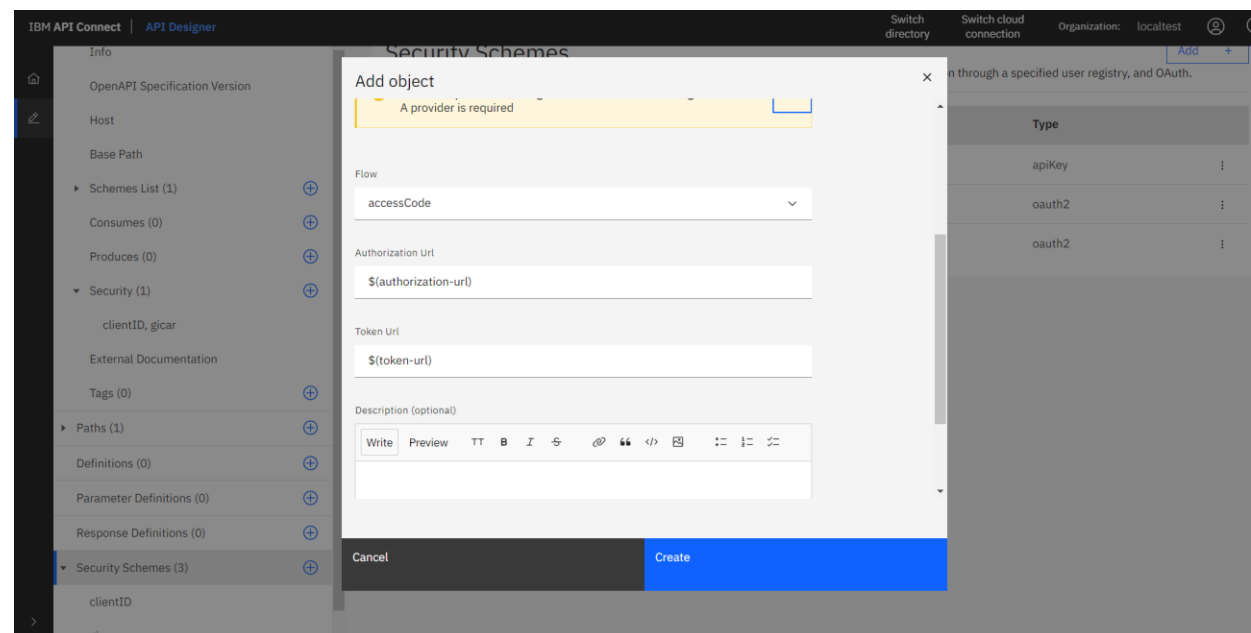 IBM API Connect | API Designer
Switch directory
Switch cloud connection
Organization: localtest
Info
OpenAPI Specification Version
Host
Base Path
Schemes List (1)
Consumes (0)
Produces (0)
Security (1)
clientID, gicar
External Documentation
Tags (0)
Paths (1)
Definitions (0)
Parameter Definitions (0)
Response Definitions (0)
Security Schemes (3)
clientID
Security Schemes
Add +
n through a specified user registry, and OAuth.
Type
apiKey
oauth2
oauth2
Add object
A provider is required
Flow
accessCode
Authorization Url
$(authorization-url)
Token Url
$(token-url)
Description (optional)
Write Preview TT B I S
Cancel
Create